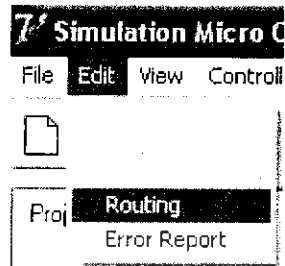 Simulation Micro C
File Edit View Controll
Proj
Routing
Error Report